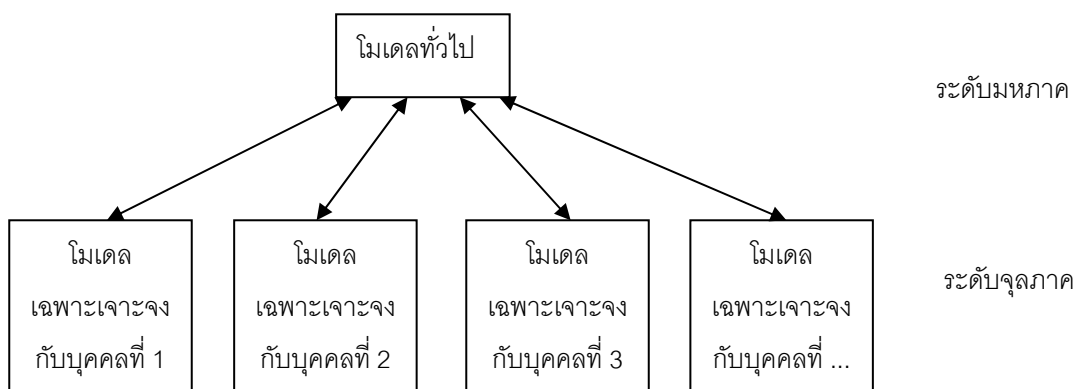 โมเดลทั่วไป
ระดับมหภาค
โมเดล
เฉพาะเจาะจง
กับบุคคลที่ 1
โมเดล
เฉพาะเจาะจง
กับบุคคลที่ 2
โมเดล
เฉพาะเจาะจง
กับบุคคลที่ 3
โมเดล
เฉพาะเจาะจง
กับบุคคลที่ ...
ระดับจุลภาค